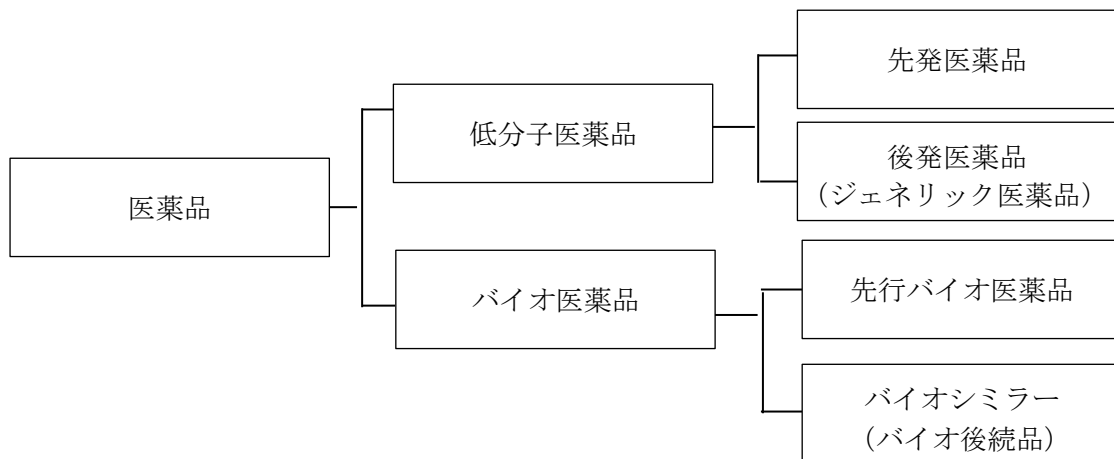 医薬品
低分子医薬品
先発医薬品
後発医薬品
（ジェネリック医薬品）
バイオ医薬品
先行バイオ医薬品
バイオシミラー
（バイオ後続品）